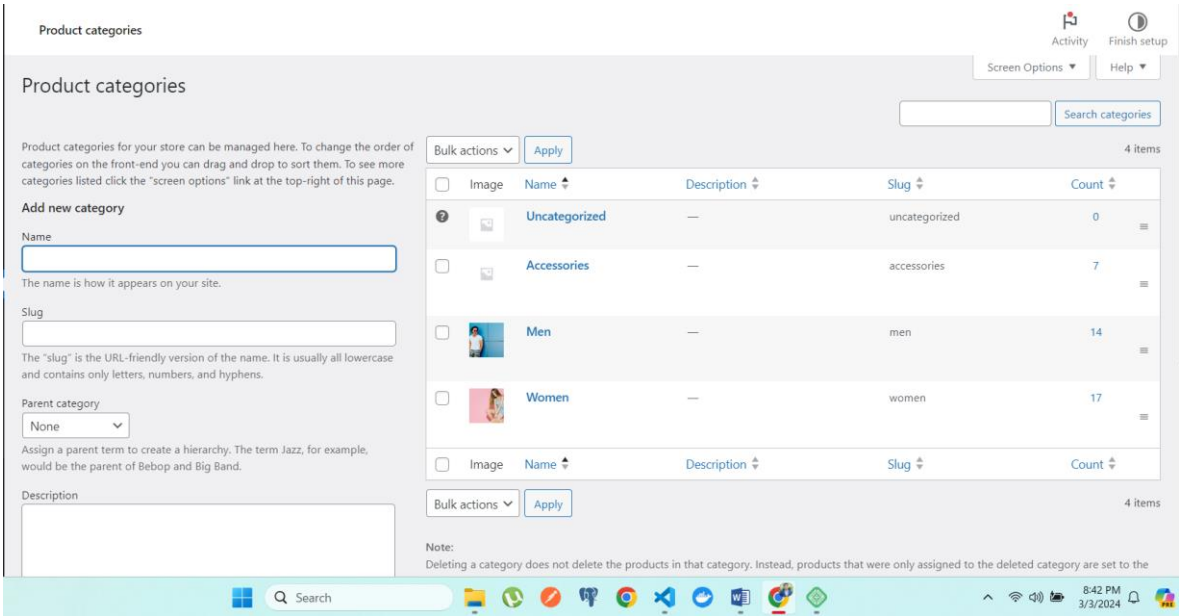 Product categories
Activity
Finish setup
Screen Options ▼
Help ▼
Product categories
Search categories
Product categories for your store can be managed here. To change the order of
categories on the front-end you can drag and drop to sort them. To see more
categories listed click the "screen options" link at the top-right of this page.
Add new category
Name
The name is how it appears on your site.
Slug
The "slug" is the URL-friendly version of the name. It is usually all lowercase
and contains only letters, numbers, and hyphens.
Parent category
None
Assign a parent term to create a hierarchy. The term Jazz, for example,
would be the parent of Bebop and Big Band.
Description
Bulk actions Apply 4 items
Image Name Description Slug Count
Uncategorized — uncategorized 0
Accessories — accessories 7
Men — men 14
Women — women 17
Image Name Description Slug Count
Bulk actions Apply 4 items
Note:
Deleting a category does not delete the products in that category. Instead, products that were only assigned to the deleted category are set to the
Search
8:42 PM
3/3/2024
PRE